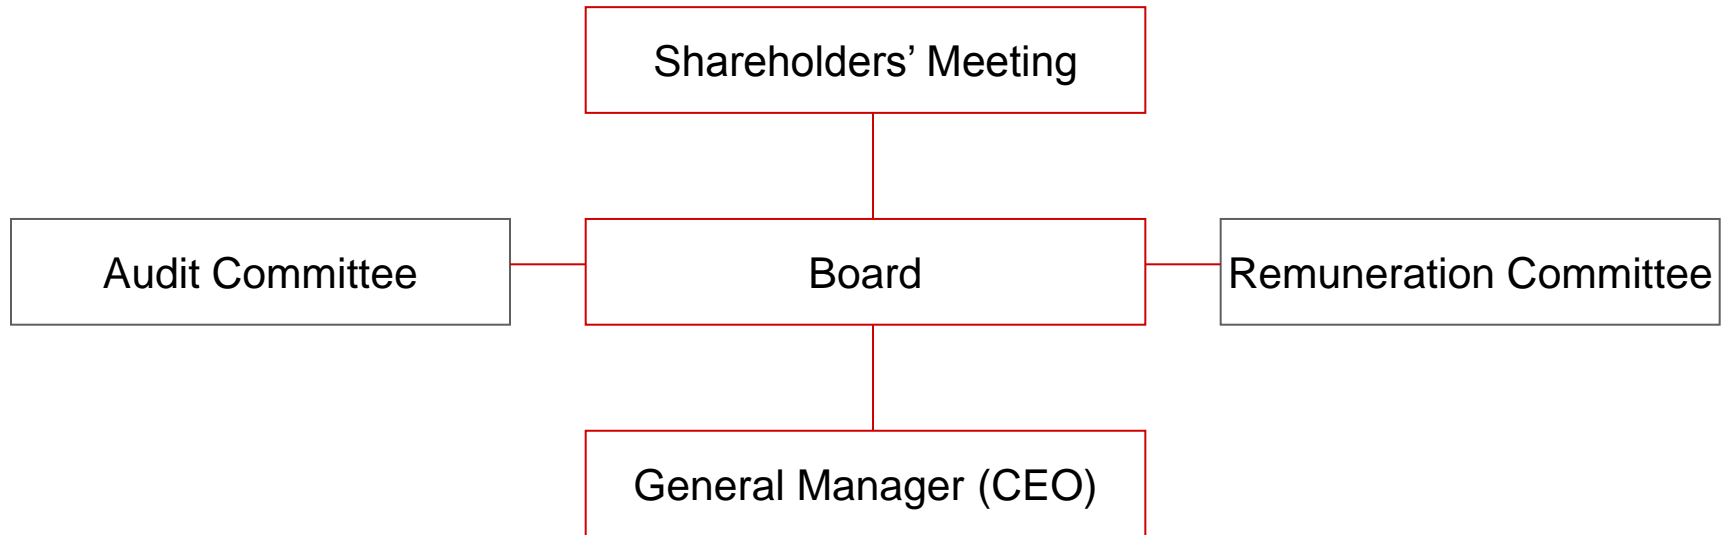 Shareholders’ Meeting
Audit Committee
Board
Remuneration Committee
General Manager (CEO)